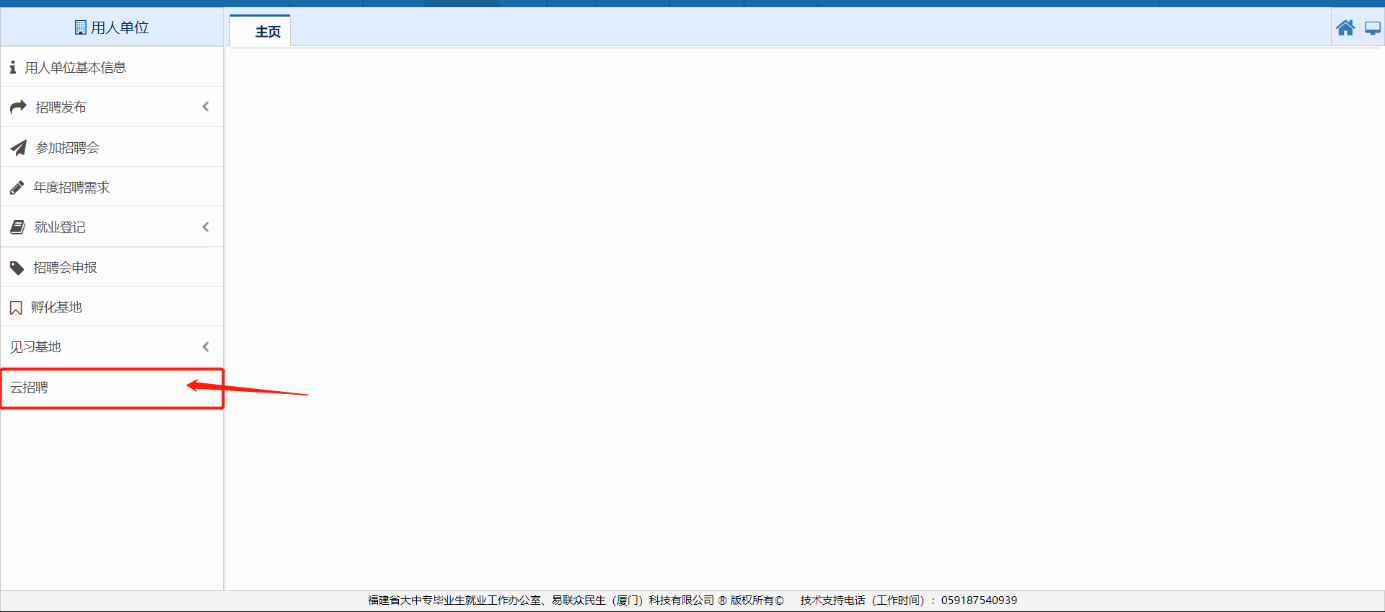 用人单位
主页
用人单位基本信息
招聘发布
参加招聘会
年度招聘需求
就业登记
招聘会申报
孵化基地
见习基地
云招聘
福建省大中专毕业生就业工作办公室、易联众民生（厦门）科技有限公司 ® 版权所有© 技术支持电话（工作时间）：059187540939